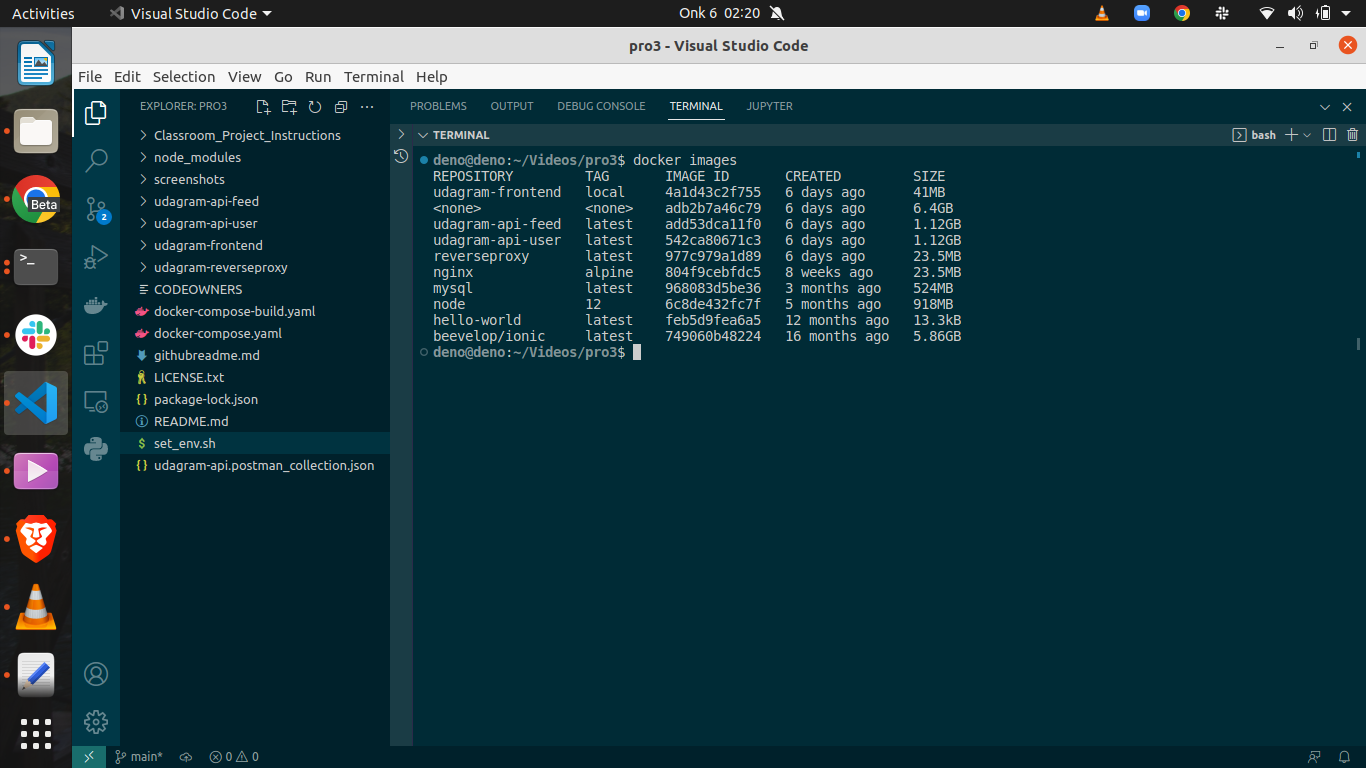 Activities Visual Studio Code Onk 6 02:20
pro3 - Visual Studio Code
File Edit Selection View Go Run Terminal Help
EXPLORER: PRO3
Classroom_Project_Instructions
node_modules
screenshots
udagram-api-feed
udagram-api-user
udagram-frontend
udagram-reverseproxy
CODEOWNERS
docker-compose-build.yaml
docker-compose.yaml
githubreadme.md
LICENSE.txt
{ } package-lock.json
README.md
$ set_env.sh
{ } udagram-api.postman_collection.json
PROBLEMS OUTPUT DEBUG CONSOLE TERMINAL JUPYTER
TERMINAL bash
deno@deno:~/Videos/pro3$ docker images
REPOSITORY TAG IMAGE ID CREATED SIZE
udagram-frontend local 4a1d43c2f755 6 days ago 41MB
<none> <none> adb2b7a46c79 6 days ago 6.4GB
udagram-api-feed latest add53dca11f0 6 days ago 1.12GB
udagram-api-user latest 542ca80671c3 6 days ago 1.12GB
reverseproxy latest 977c979a1d89 6 days ago 23.5MB
nginx alpine 804f9cebfdc5 8 weeks ago 23.5MB
mysql latest 968083d5be36 3 months ago 524MB
node 12 6c8de432fc7f 5 months ago 918MB
hello-world latest feb5d9fea6a5 12 months ago 13.3kB
beevelop/ionic latest 749060b48224 16 months ago 5.86GB
deno@deno:~/Videos/pro3$
Beta
>_
2
main* 0 0